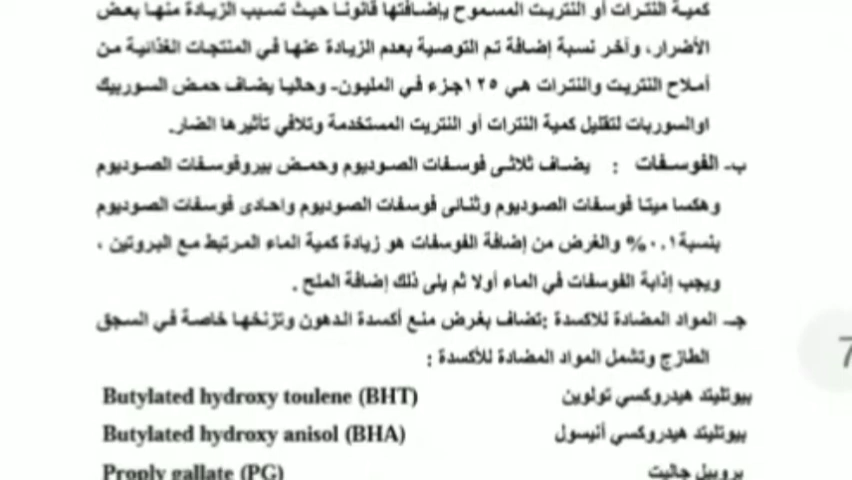 كمية النترات أو النتريت المسموح بإضافتها قانونا حيث تسبب الزيادة منها بعض
الأضرار، وآخر نسبة إضافة تم التوصية بعدم الزيادة عنها في المنتجات الغذائية من
أملاح النتريت والنترات هي ١٢٥جزء في المليون- وحاليا يضاف حمض السوربيك
اوالسوربات لتقليل كمية النترات أو النتريت المستخدمة وتلافي تأثيرها الضار.
ب- الفوسفات : يضاف ثلاثى فوسفات الصوديوم وحمض بيروفوسفات الصوديوم
وهكسا ميتا فوسفات الصوديوم وثنائى فوسفات الصوديوم واحادى فوسفات الصوديوم
بنسبة ٠.١% والغرض من إضافة الفوسفات هو زيادة كمية الماء المرتبط مع البروتين ،
ويجب إذابة الفوسفات في الماء أولا ثم يلى ذلك إضافة الملح .
جـ- المواد المضادة للاكسدة :تضاف بغرض منع أكسدة الدهون وتزنخها خاصة في السجق
الطازج وتشمل المواد المضادة للأكسدة :
بيوتليتد هيدروكسي تولوين Butylated hydroxy toulene (BHT)
بيوتليتد هيدروكسي أنيسول Butylated hydroxy anisol (BHA)
بروبيل جاليت Proply gallate (PG)
7